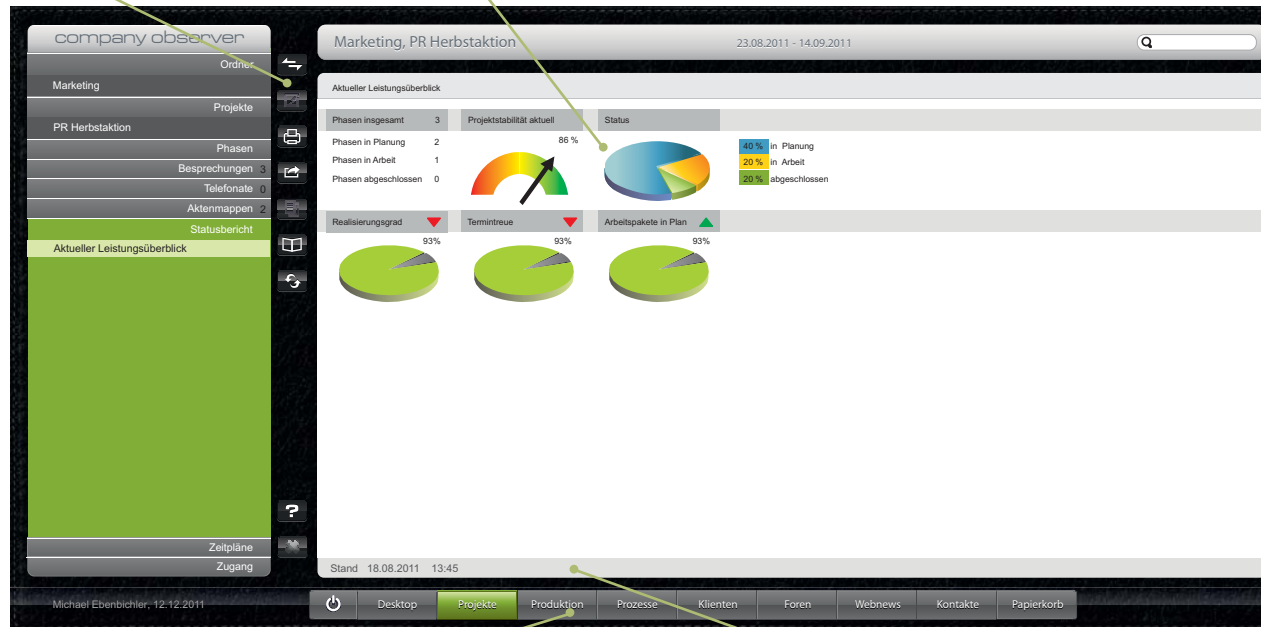 company observer
Ordner
Marketing
Projekte
PR Herbstaktion
Phasen
Besprechungen 3
Telefonate 0
Aktenmappen 2
Statusbericht
Aktueller Leistungsüberblick
Zeitpläne
Zugang
Marketing, PR Herbstaktion 23.08.2011 - 14.09.2011
Aktueller Leistungsüberblick
Phasen insgesamt 3 Projektstabilität aktuell Status
Phasen in Planung 2
Phasen in Arbeit 1
Phasen abgeschlossen 0
86 %
40 % in Planung
20 % in Arbeit
20 % abgeschlossen
Realisierungsgrad Termintreue Arbeitspakete in Plan
93% 93% 93%
?
Stand 18.08.2011 13:45
Michael Ebenbichler, 12.12.2011
Desktop Projekte Produktion Prozesse Klienten Foren Webnews Kontakte Papierkorb